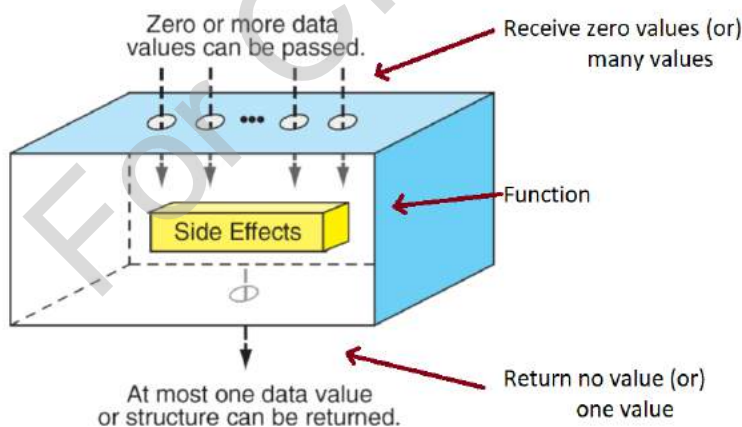 Zero or more data
values can be passed.
Receive zero values (or)
many values
Function
Side Effects
At most one data value
or structure can be returned.
Return no value (or)
one value